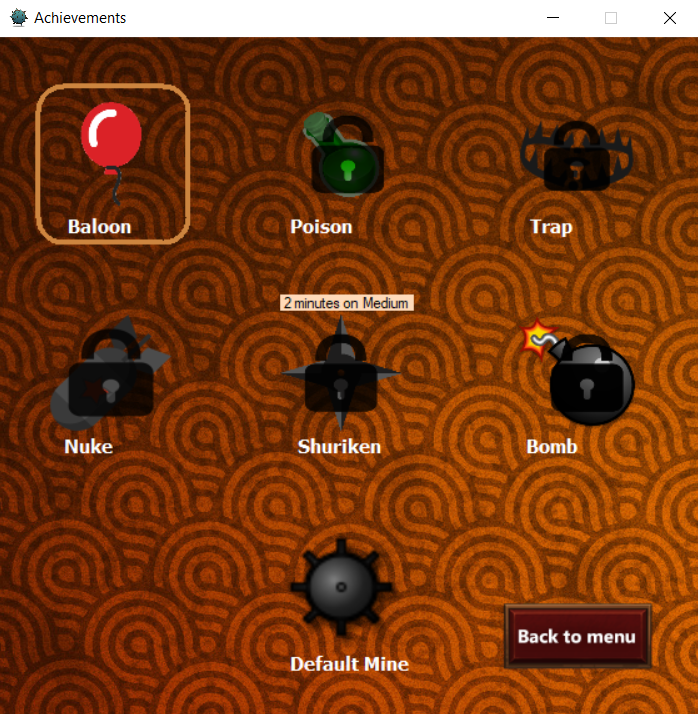 Achievements
Baloon
Poison
Trap
2 minutes on Medium
Nuke
Shuriken
Bomb
Back to menu
Default Mine